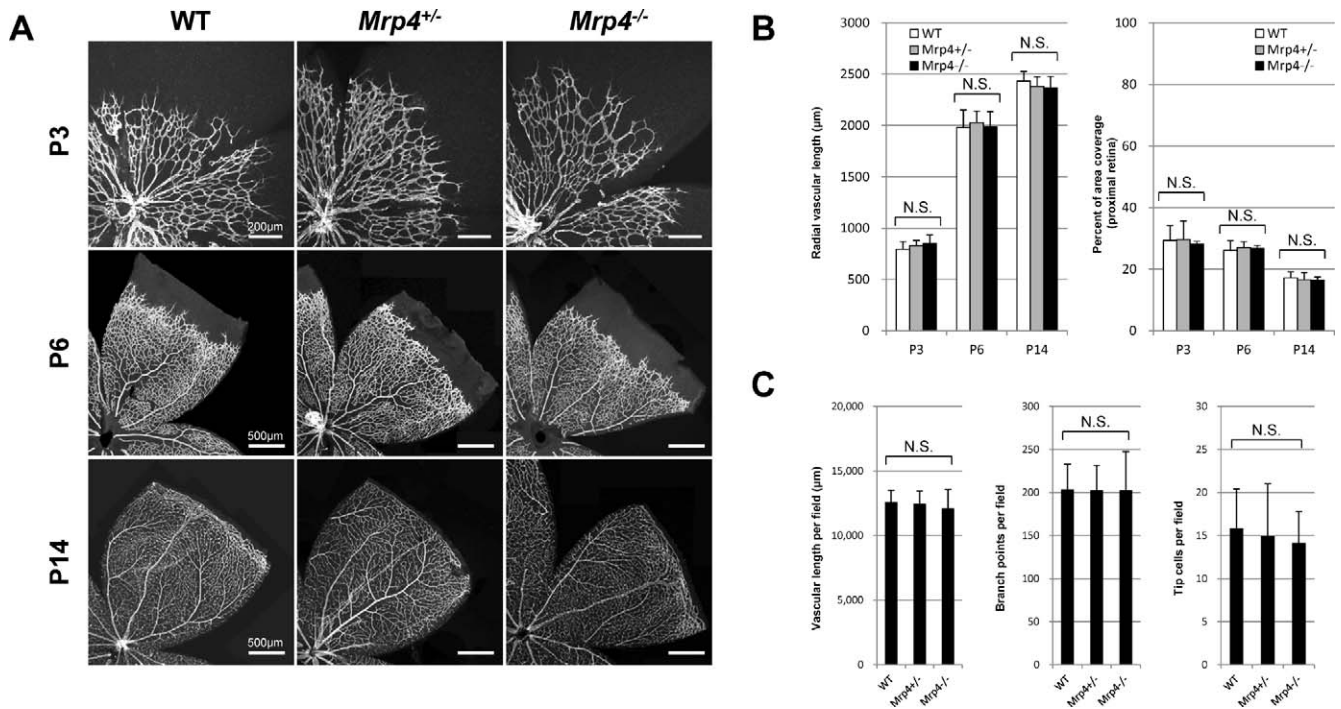 A
WT
Mrp4+/-
Mrp4-/-
P3
200µm
P6
500µm
P14
500µm
B
Radial vascular length (µm)
3000
2500
2000
1500
1000
500
0
WT
Mrp4+/-
Mrp4-/-
N.S.
N.S.
N.S.
P3
P6
P14
Percent of area coverage
(proximal retina)
100
80
60
40
20
0
WT
Mrp4+/-
Mrp4-/-
N.S.
N.S.
N.S.
P3
P6
P14
C
Vascular length per field (µm)
20,000
15,000
10,000
5,000
0
N.S.
WT
Mrp4+/-
Mrp4-/-
Branch points per field
300
250
200
150
100
50
0
N.S.
WT
Mrp4+/-
Mrp4-/-
Tip cells per field
30
25
20
15
10
5
0
N.S.
WT
Mrp4+/-
Mrp4-/-